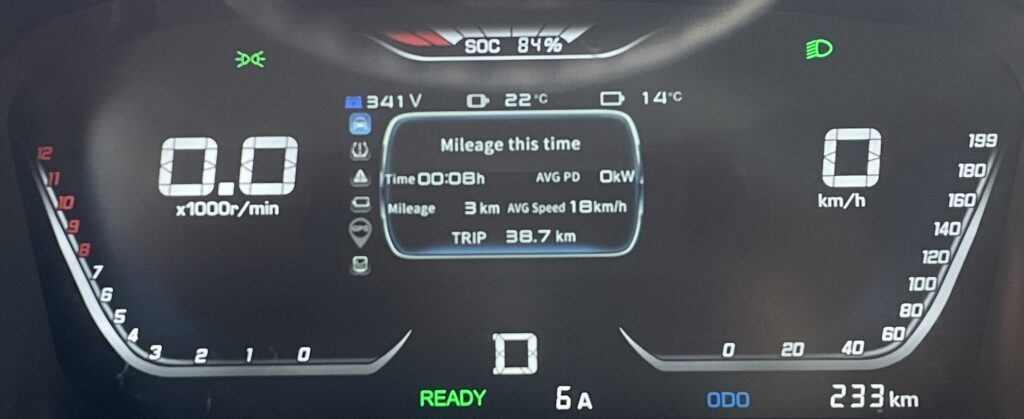 SOC 84%
341V 22°C 14°C
Mileage this time
Time 00:08h AVG PD 0kW
Mileage 3km AVG Speed 18km/h
TRIP 38.7 km
GPS
0.0
x1000r/min
12
11
10
9
8
7
6
5
4
3 2 1 0
0
km/h
199
180
160
140
120
100
80
60
0 20 40
D
READY 6A ODO 233km